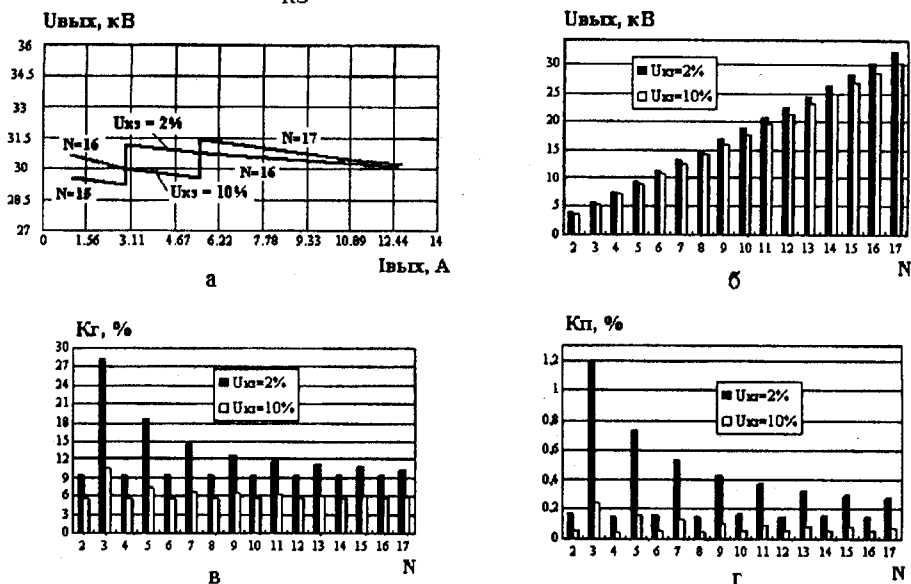 КЗ
Uвых, кВ
36
34.5
33
31.5
30
28.5
27
N=16
Uкз = 2%
N=17
N=15
Uкз = 10%
N=16
0 1.56 3.11 4.67 6.22 7.78 9.33 10.89 12.44 14
Iвых, А
а
Uвых, кВ
30
25
20
15
10
5
0
Uкз=2%
Uкз=10%
2 3 4 5 6 7 8 9 10 11 12 13 14 15 16 17
N
б
Кг, %
30
27
24
21
18
15
12
9
6
3
0
Uкз=2%
Uкз=10%
2 3 4 5 6 7 8 9 10 11 12 13 14 15 16 17
N
в
Кп, %
1,2
1
0,8
0,6
0,4
0,2
0
Uкз=2%
Uкз=10%
2 3 4 5 6 7 8 9 10 11 12 13 14 15 16 17
N
г